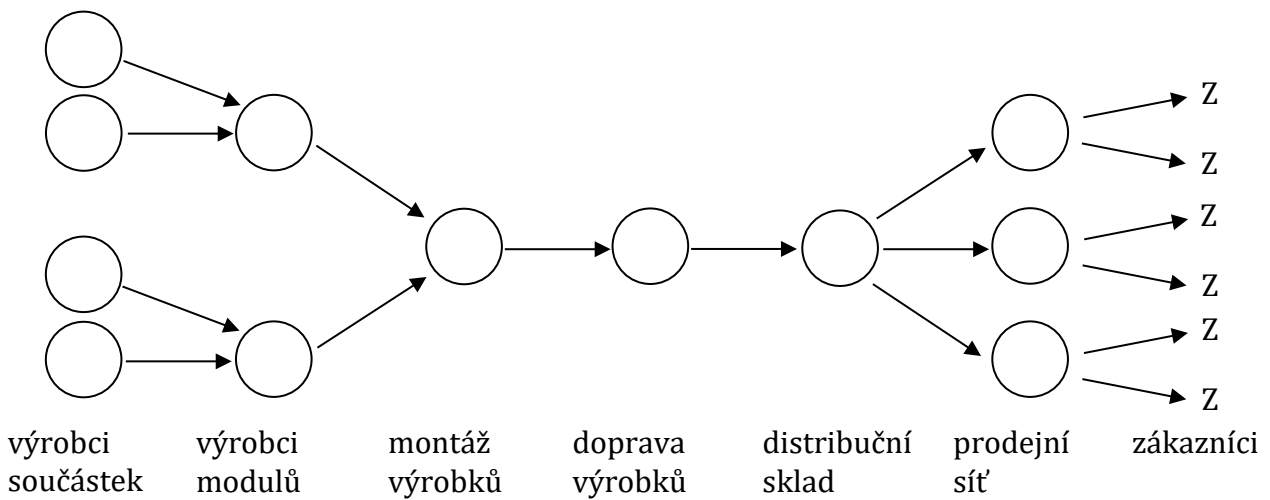 Z
Z
Z
Z
Z
Z
výrobci
součástek
výrobci
modulů
montáž
výrobků
doprava
výrobků
distribuční
sklad
prodejní
síť
zákazníci